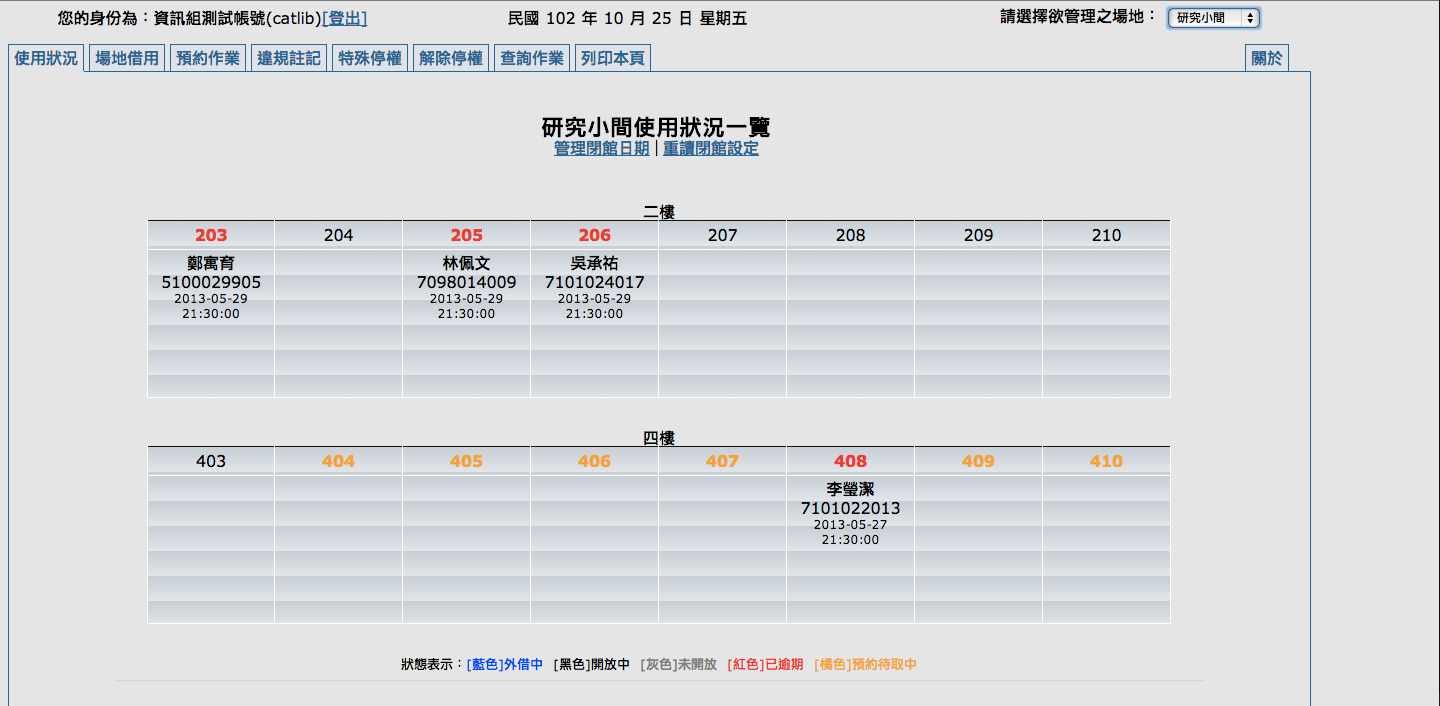 您的身份為：資訊組測試帳號(catlib)[登出] 民國 102 年 10 月 25 日 星期五 請選擇欲管理之場地： 研究小間
使用狀況 場地借用 預約作業 違規註記 特殊停權 解除停權 查詢作業 列印本頁 關於
研究小間使用狀況一覽
管理閉館日期 | 重讀閉館設定
二樓
203 204 205 206 207 208 209 210
鄭寓育 林佩文 吳承祐
5100029905 7098014009 7101024017
2013-05-29 2013-05-29 2013-05-29
21:30:00 21:30:00 21:30:00
四樓
403 404 405 406 407 408 409 410
李瑩潔
7101022013
2013-05-27
21:30:00
狀態表示：[藍色]外借中 [黑色]開放中 [灰色]未開放 [紅色]已逾期 [橘色]預約待取中